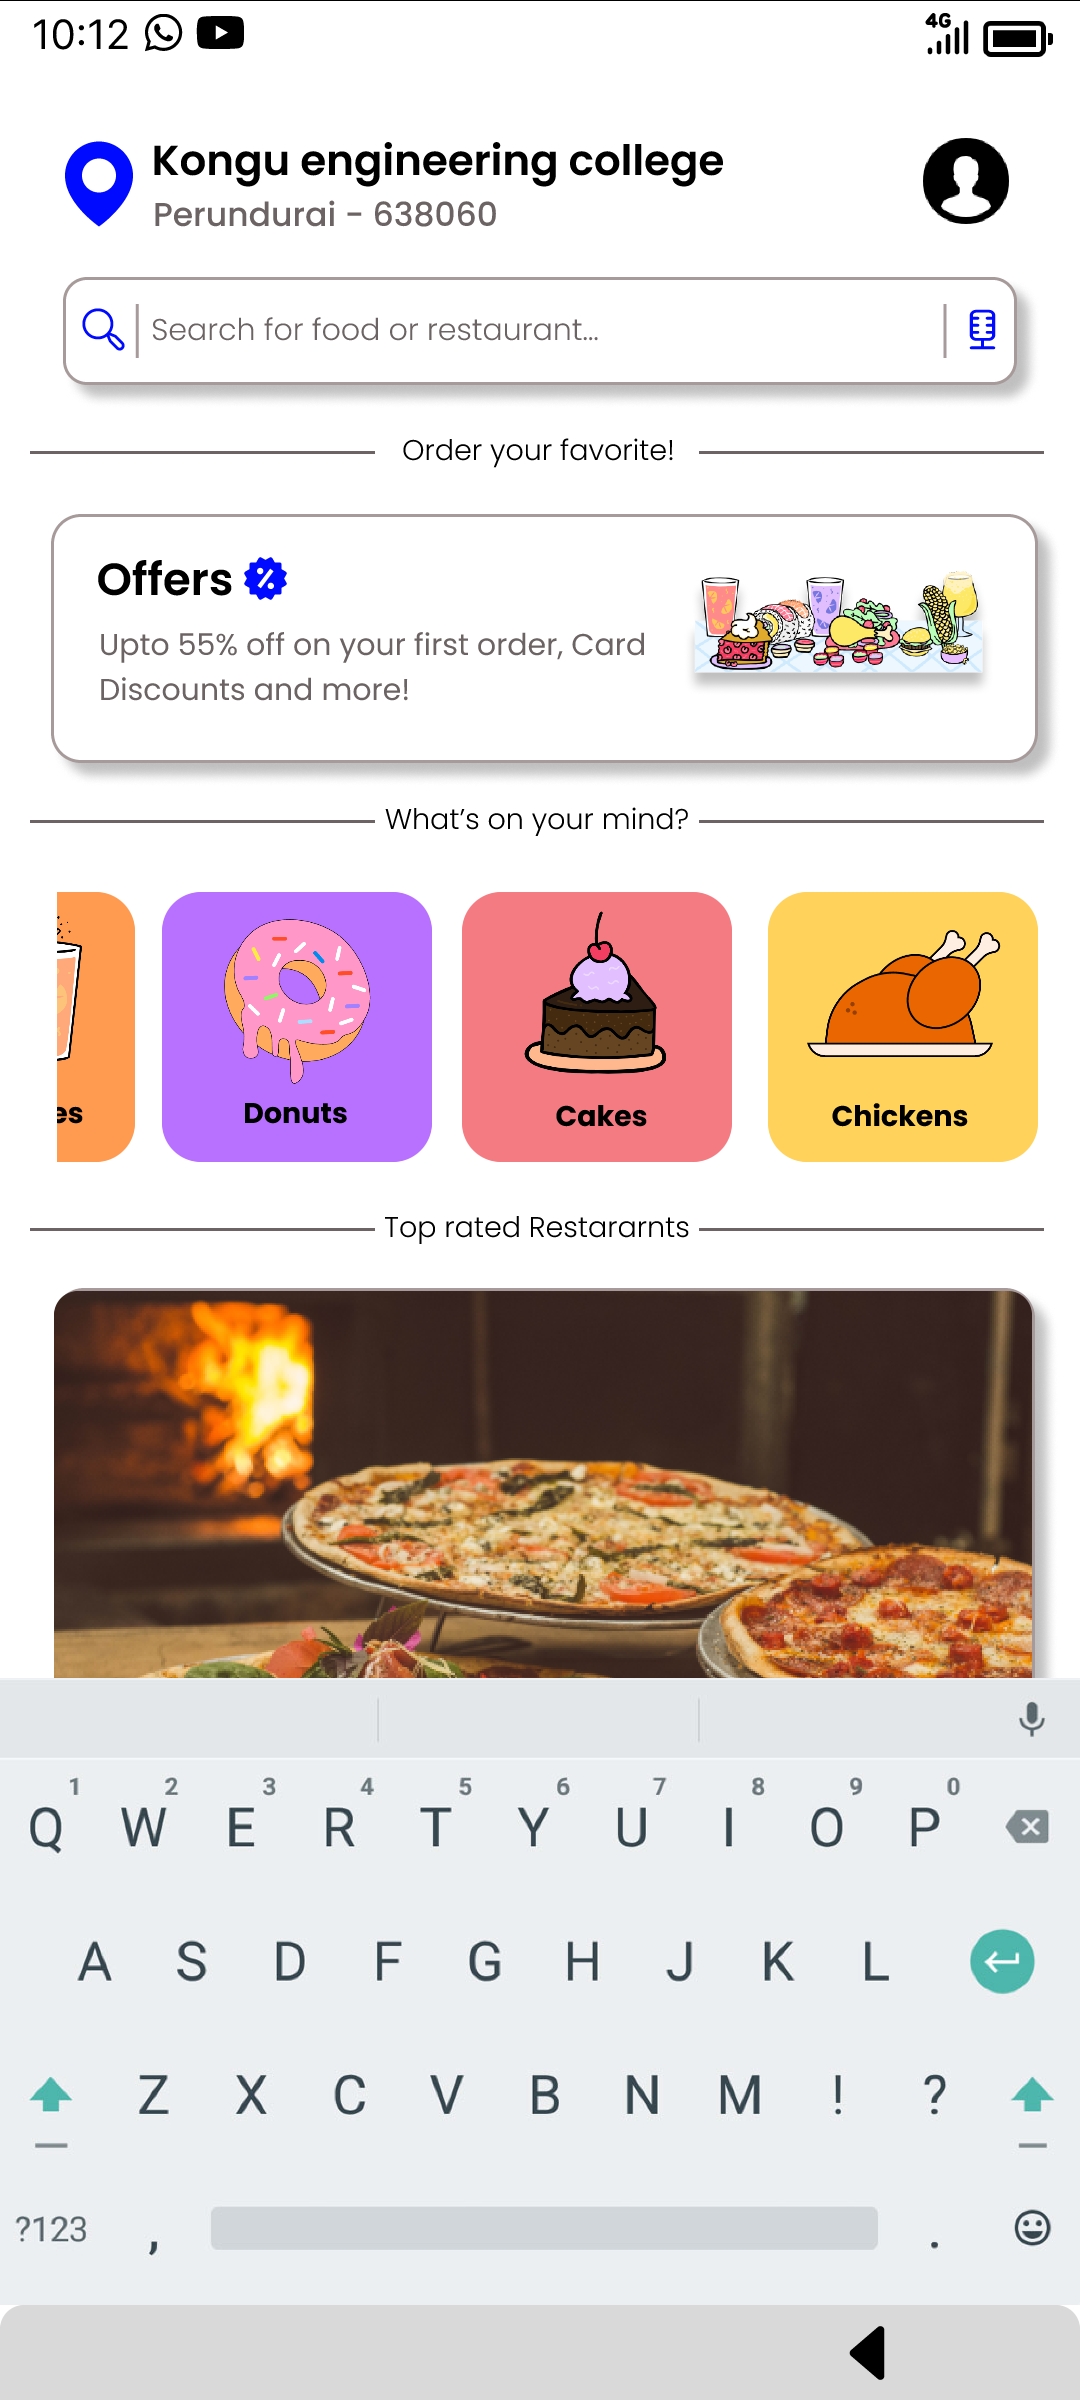 10:12
4G
Kongu engineering college
Perundurai - 638060
Search for food or restaurant...
Order your favorite!
Offers %
Upto 55% off on your first order, Card
Discounts and more!
What's on your mind?
es
Donuts
Cakes
Chickens
Top rated Restararnts
1 2 3 4 5 6 7 8 9 0
Q W E R T Y U I O P
A S D F G H J K L
Z X C V B N M ! ?
?123 , .